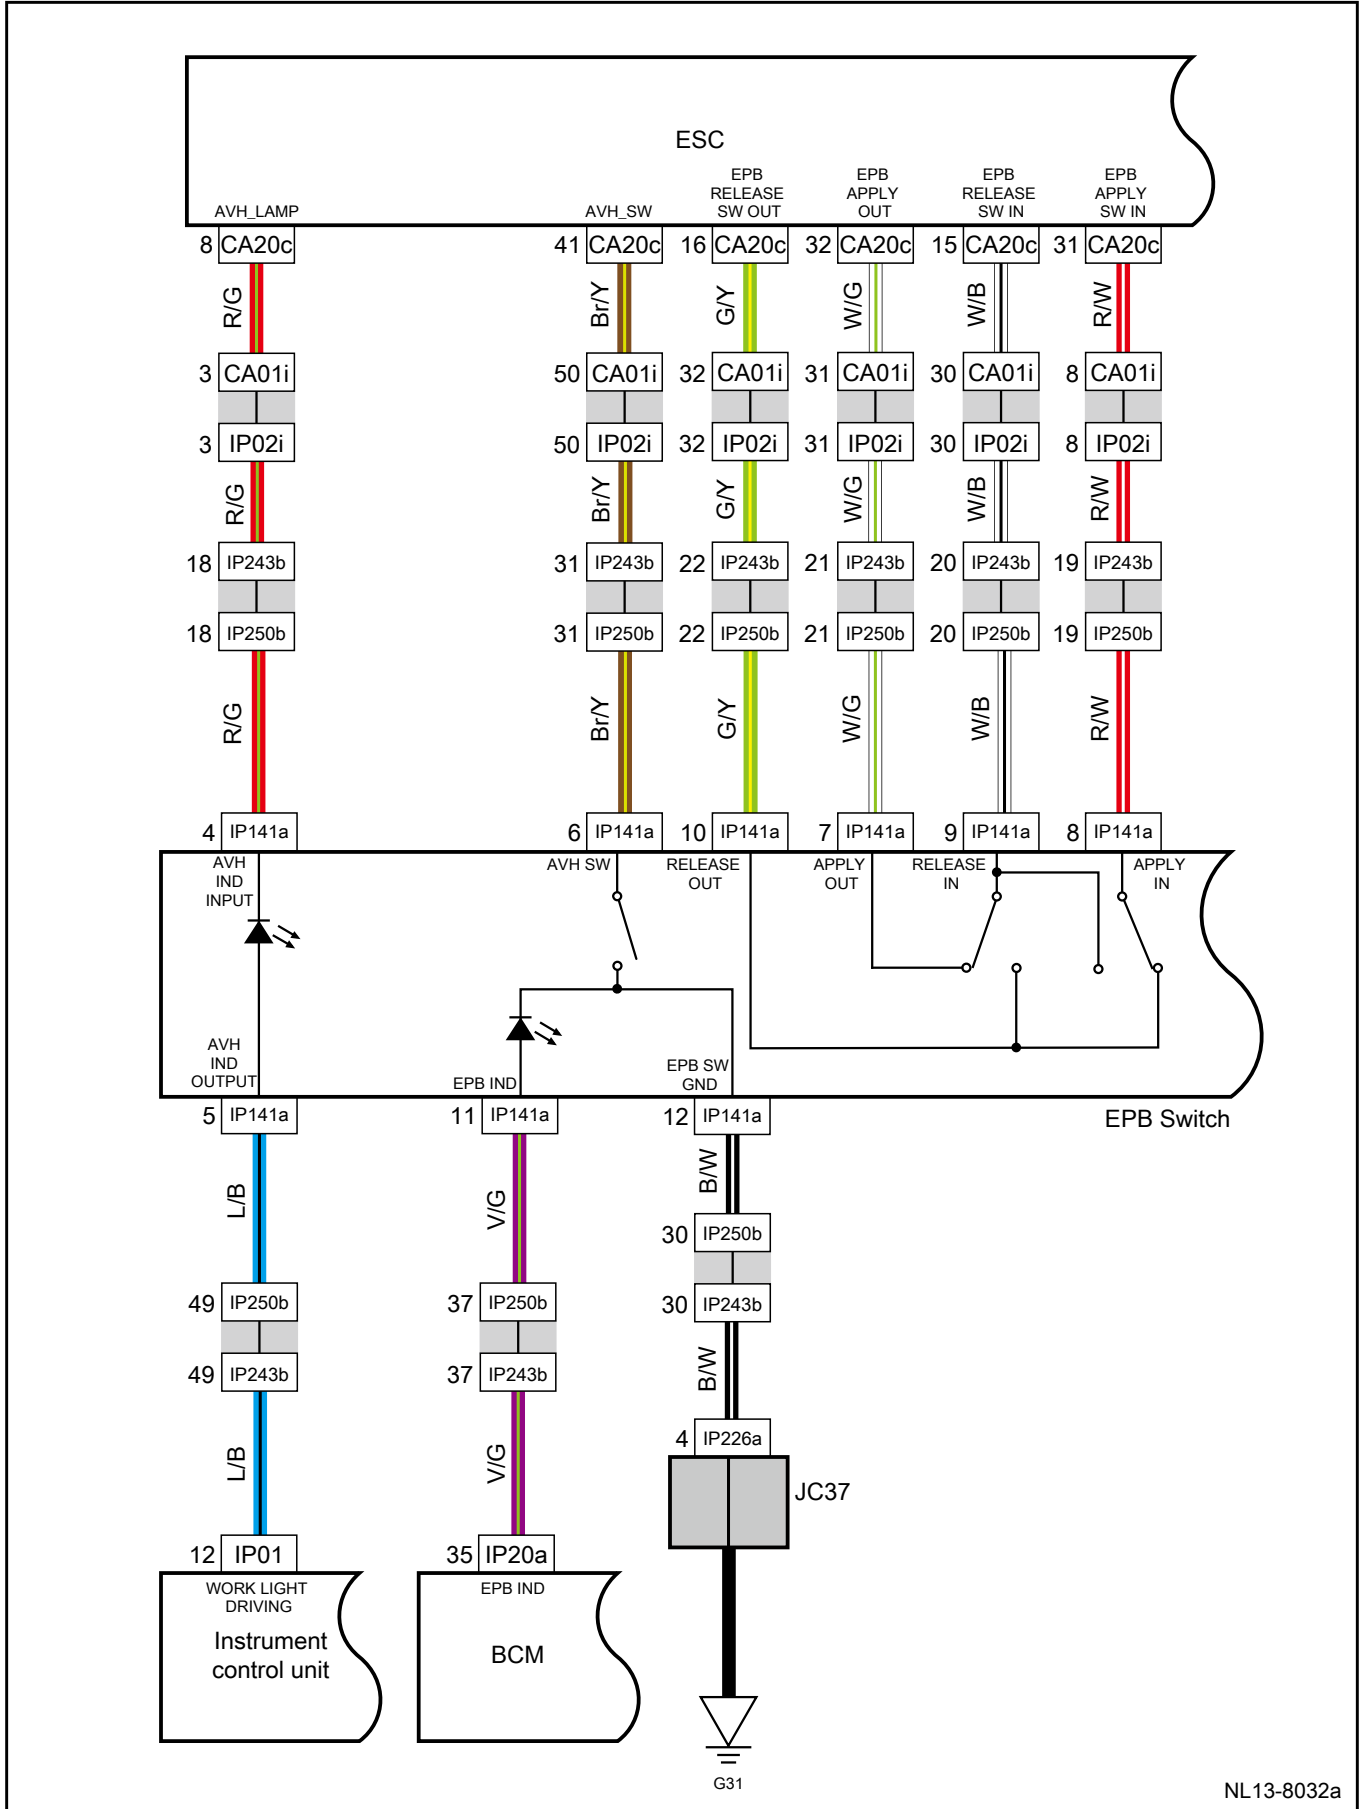 ESC
AVH_LAMP
AVH_SW
EPB
RELEASE
SW OUT
EPB
APPLY
OUT
EPB
RELEASE
SW IN
EPB
APPLY
SW IN
8 CA20c
41 CA20c
16 CA20c
32 CA20c
15 CA20c
31 CA20c
R/G
Br/Y
G/Y
W/G
W/B
R/W
3 CA01i
50 CA01i
32 CA01i
31 CA01i
30 CA01i
8 CA01i
3 IP02i
50 IP02i
32 IP02i
31 IP02i
30 IP02i
8 IP02i
R/G
Br/Y
G/Y
W/G
W/B
R/W
18 IP243b
31 IP243b
22 IP243b
21 IP243b
20 IP243b
19 IP243b
18 IP250b
31 IP250b
22 IP250b
21 IP250b
20 IP250b
19 IP250b
R/G
Br/Y
G/Y
W/G
W/B
R/W
4 IP141a
6 IP141a
10 IP141a
7 IP141a
9 IP141a
8 IP141a
AVH
IND
INPUT
AVH SW
RELEASE
OUT
APPLY
OUT
RELEASE
IN
APPLY
IN
AVH
IND
OUTPUT
EPB IND
EPB SW
GND
5 IP141a
11 IP141a
12 IP141a
EPB Switch
L/B
V/G
B/W
30 IP250b
49 IP250b
37 IP250b
30 IP243b
49 IP243b
37 IP243b
B/W
L/B
V/G
4 IP226a
JC37
12 IP01
35 IP20a
WORK LIGHT
DRIVING
Instrument
control unit
EPB IND
BCM
G31
NL13-8032a